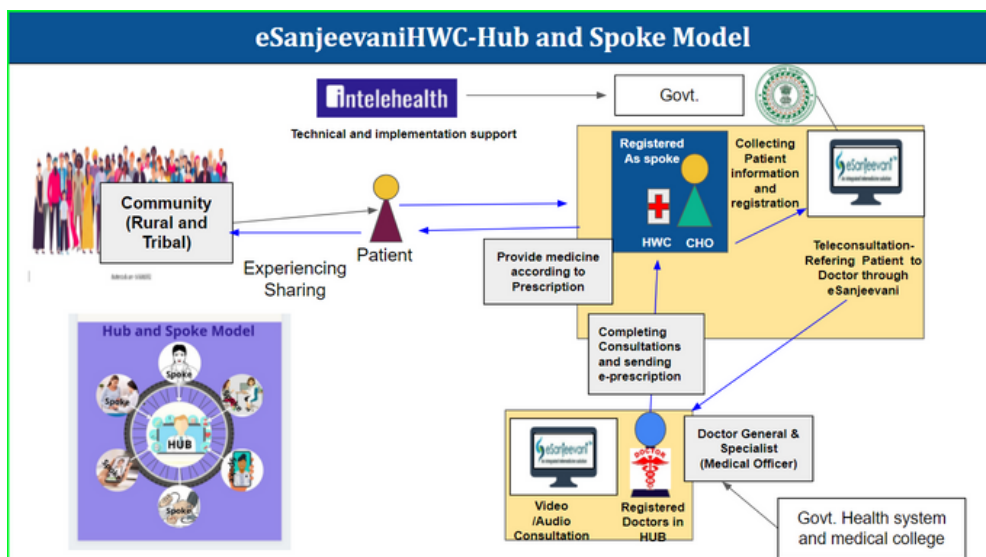 eSanjeevaniHWC-Hub and Spoke Model
intelehealth
Technical and implementation support
Govt.
Community
(Rural and
Tribal)
Patient
Experiencing
Sharing
Registered
As spoke
HWC
CHO
Collecting
Patient
information
and
registration
eSanjeevani
Provide medicine
according to
Prescription
Teleconsultation-
Refering Patient to
Doctor through
eSanjeevani
Completing
Consultations
and sending
e-prescription
Hub and Spoke Model
Spoke
Spoke
HUB
Spoke
eSanjeevani
Video
/Audio
Consultation
DOCTOR
Registered
Doctors in
HUB
Doctor General &
Specialist
(Medical Officer)
Govt. Health system
and medical college